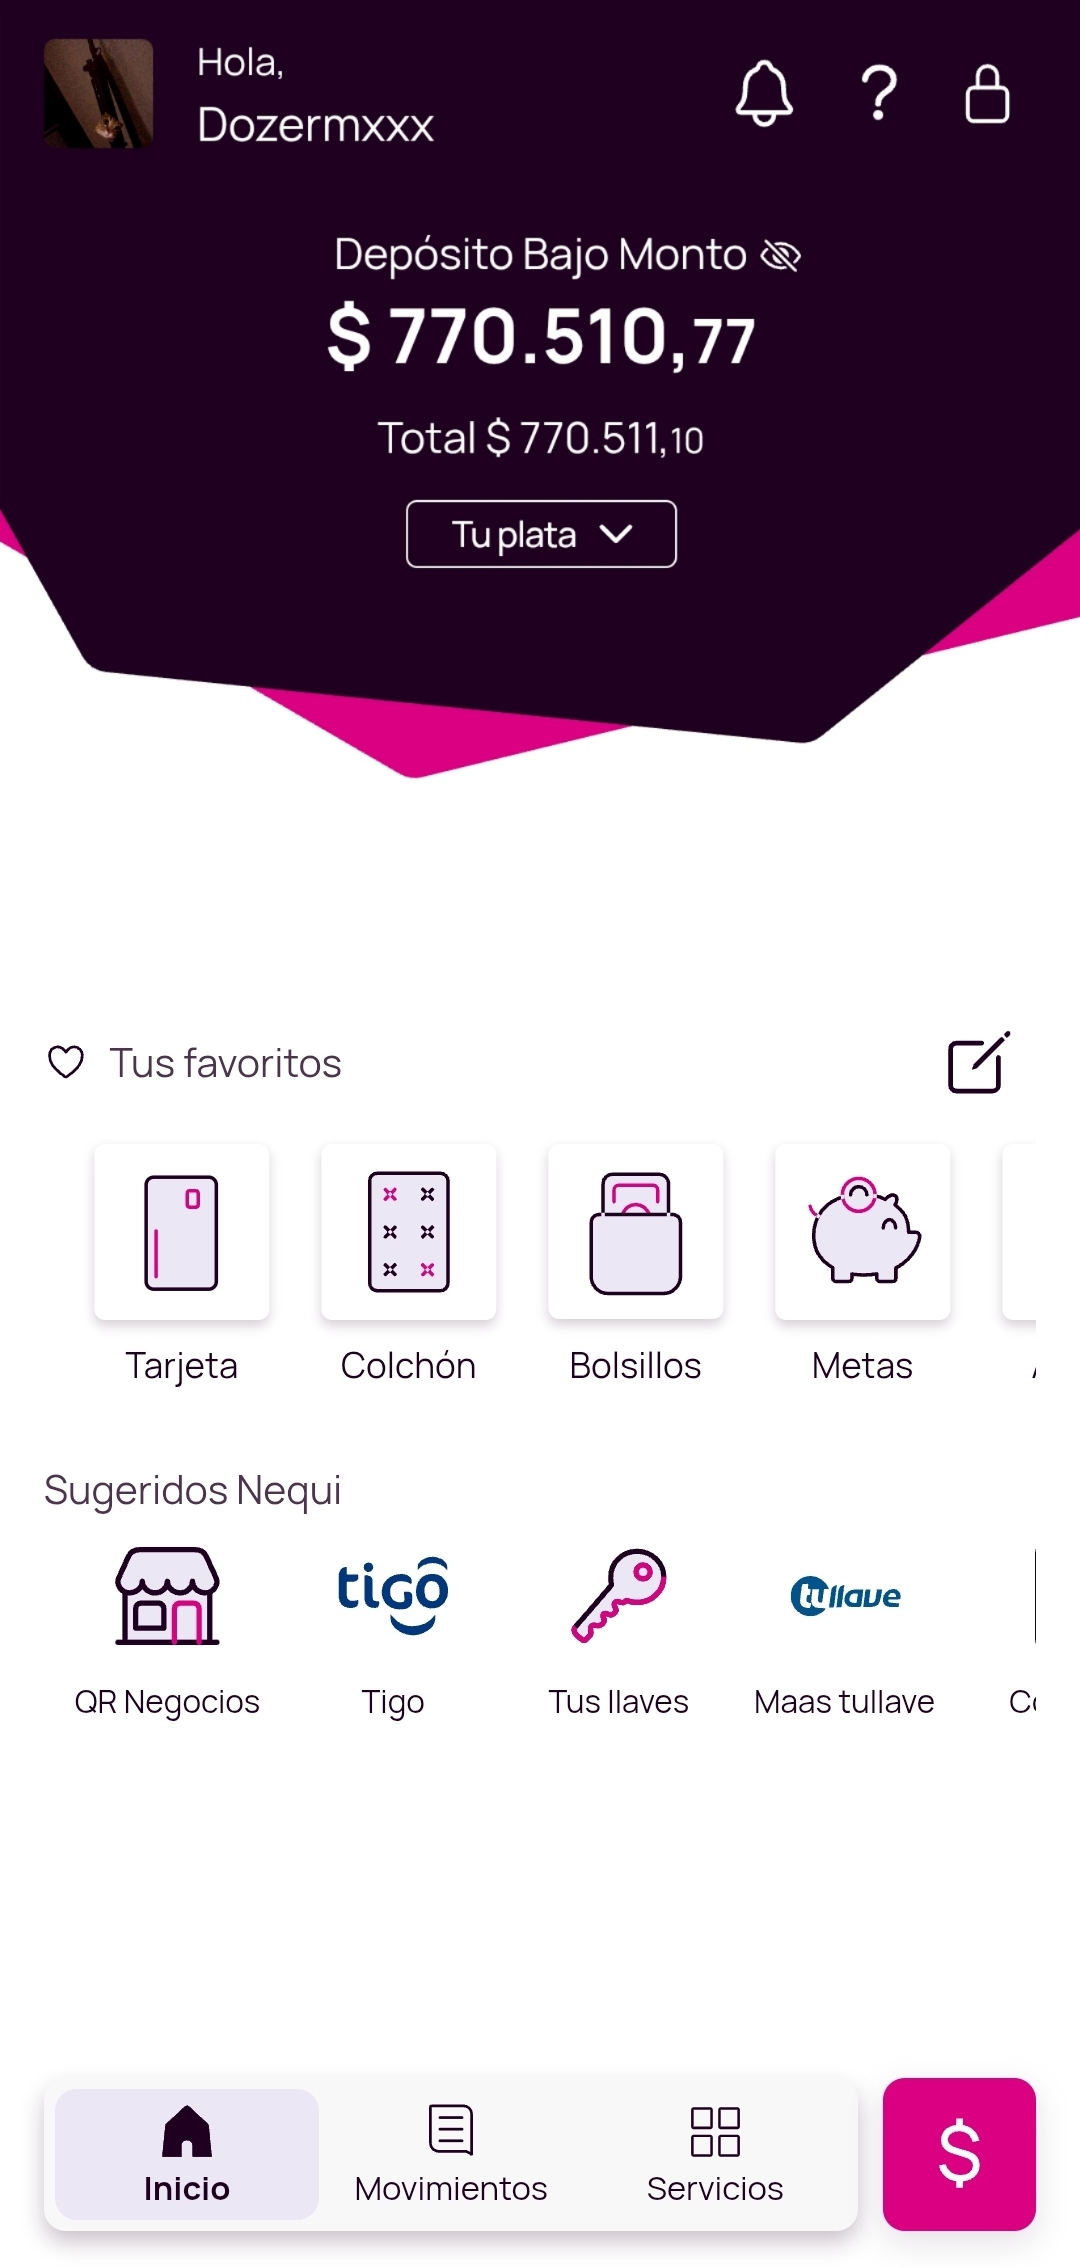 Hola,
Dozermxxx
Depósito Bajo Monto
$ 770.510,77
Total $ 770.511,10
Tu plata
Tus favoritos
Tarjeta Colchón Bolsillos Metas
Sugeridos Nequi
tigo tullave
QR Negocios Tigo Tus llaves Maas tullave
Inicio Movimientos Servicios $